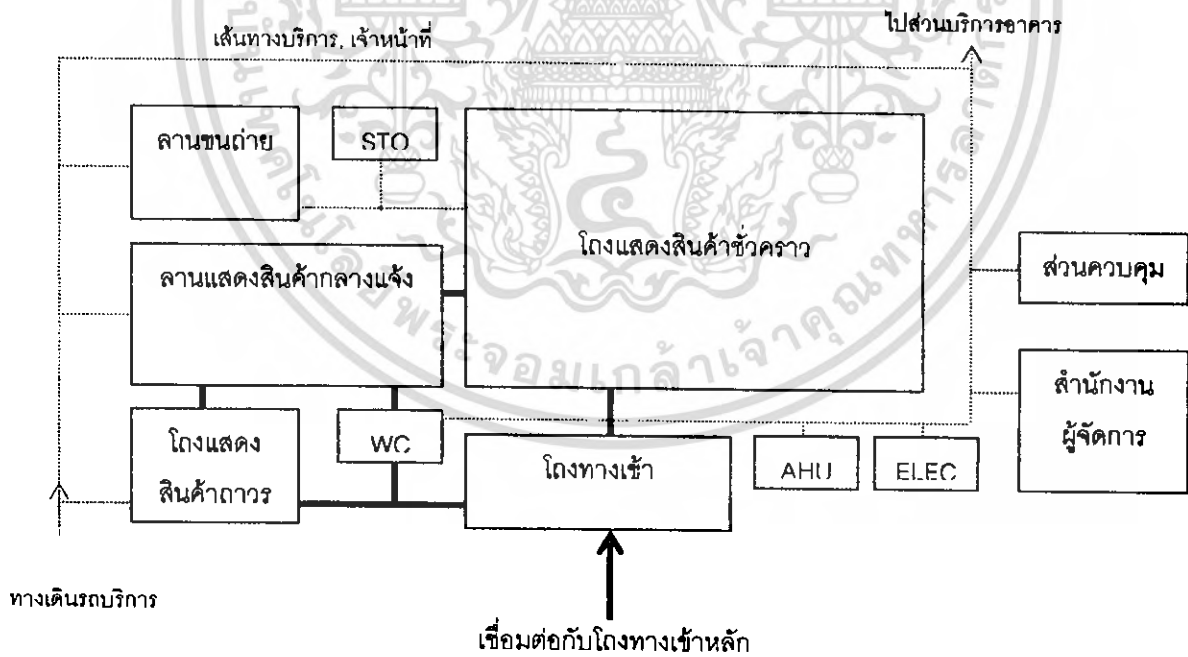 ไปส่วนบริการอาคาร
เส้นทางบริการ, เจ้าหน้าที่
ลานขนถ่าย
STO
โถงแสดงสินค้าชั่วคราว
ลานแสดงสินค้ากลางแจ้ง
ส่วนควบคุม
สำนักงาน
ผู้จัดการ
โถงแสดง
สินค้าถาวร
WC
โถงทางเข้า
AHU
ELEC
ทางเดินรถบริการ
เชื่อมต่อกับโถงทางเข้าหลัก